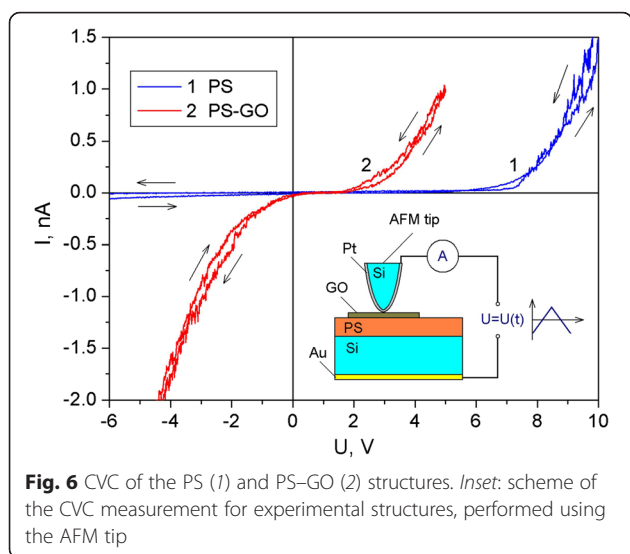 1.5
1.0
0.5
0.0
-0.5
-1.0
-1.5
-2.0
I, nA
1 PS
2 PS-GO
2
1
AFM tip
Pt
Si
A
GO
PS
Si
Au
U=U(t)
-6 -4 -2 0 2 4 6 8 10
U, V
Fig. 6 CVC of the PS (1) and PS–GO (2) structures. Inset: scheme of
the CVC measurement for experimental structures, performed using
the AFM tip